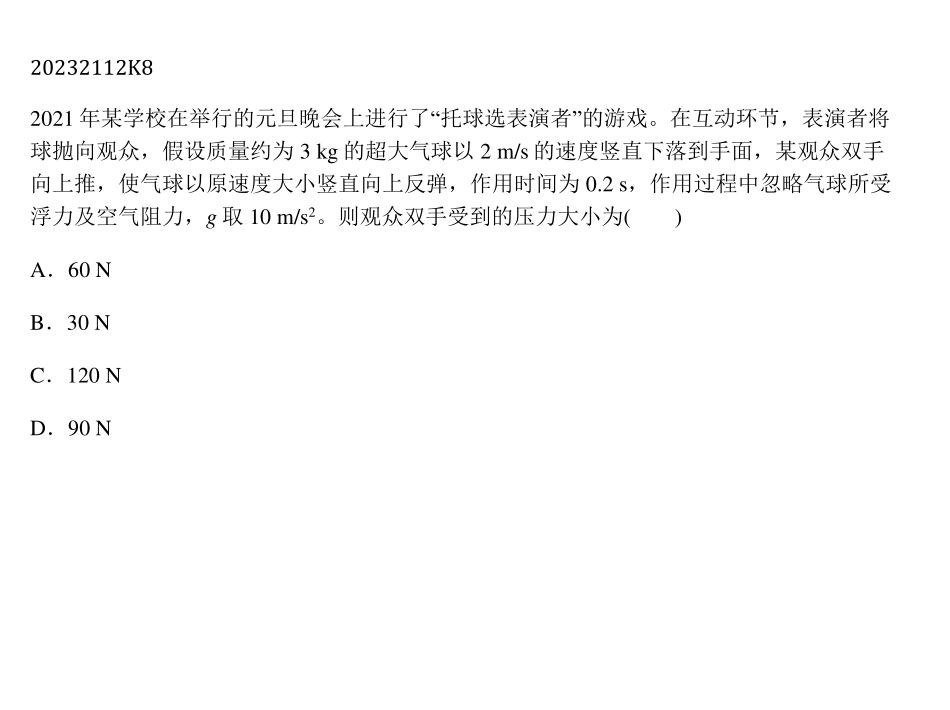 20232112K8
2021 年某学校在举行的元旦晚会上进行了“托球选表演者”的游戏。在互动环节，表演者将
球抛向观众，假设质量约为 3 kg 的超大气球以 2 m/s 的速度竖直下落到手面，某观众双手
向上推，使气球以原速度大小竖直向上反弹，作用时间为 0.2 s，作用过程中忽略气球所受
浮力及空气阻力，g 取 10 m/s²。则观众双手受到的压力大小为(　　)
A．60 N
B．30 N
C．120 N
D．90 N